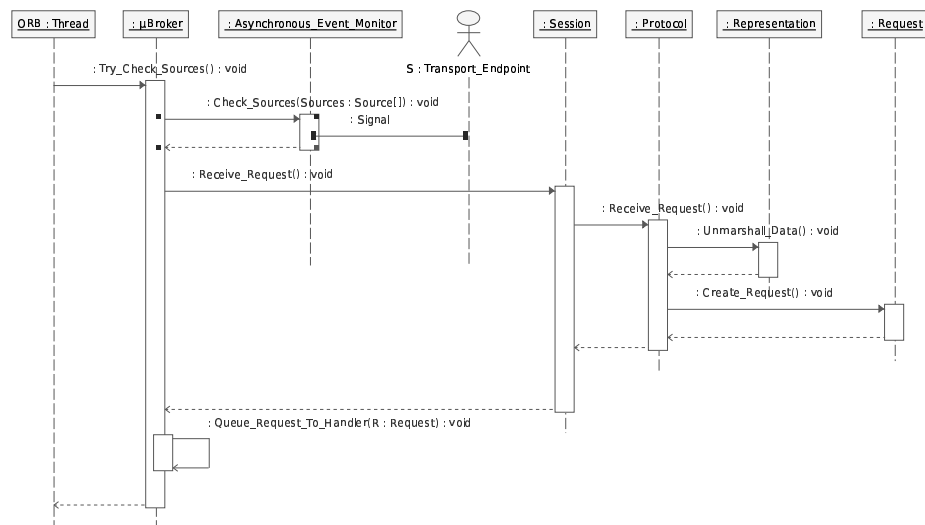 ORB : Thread
: µBroker
: Asynchronous_Event_Monitor
: Session
: Protocol
: Representation
: Request
S : Transport_Endpoint
: Try_Check_Sources() : void
: Check_Sources(Sources : Source[]) : void
: Signal
: Receive_Request() : void
: Receive_Request() : void
: Unmarshall_Data() : void
: Create_Request() : void
: Queue_Request_To_Handler(R : Request) : void